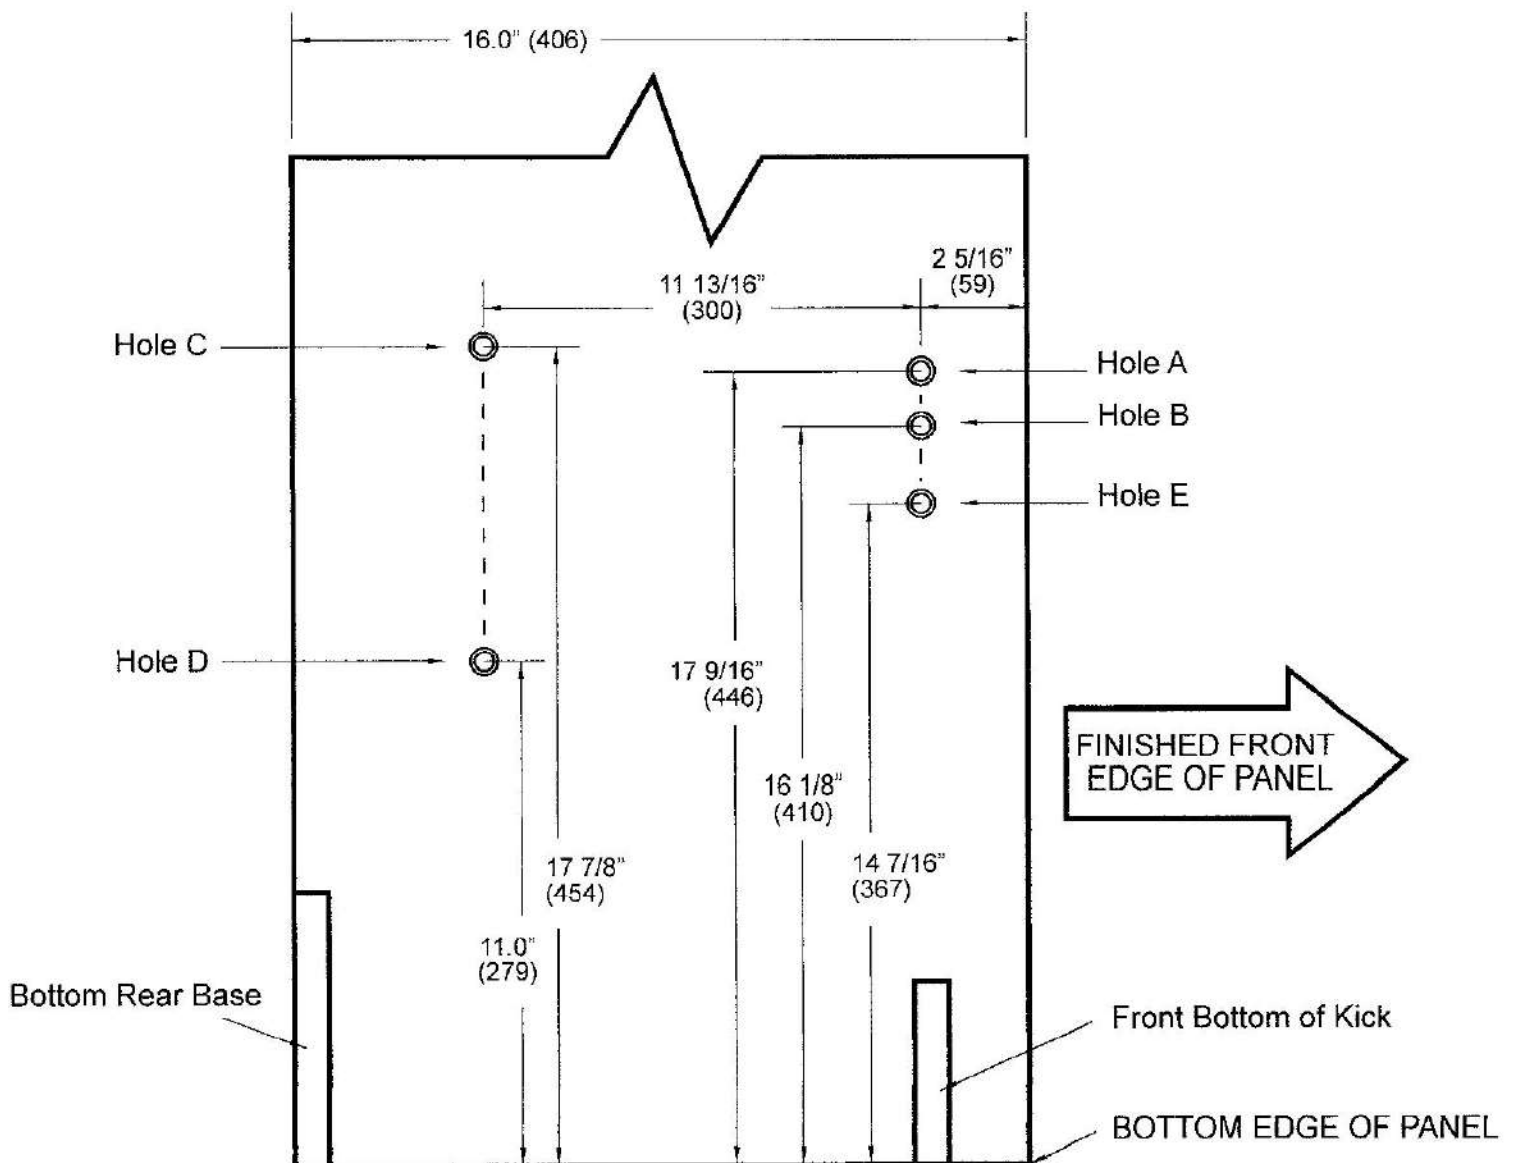 16.0" (406)
2 5/16"
(59)
11 13/16"
(300)
Hole C
Hole A
Hole B
Hole E
Hole D
17 9/16"
(446)
FINISHED FRONT
EDGE OF PANEL
16 1/8"
(410)
17 7/8"
(454)
14 7/16"
(367)
11.0"
(279)
Bottom Rear Base
Front Bottom of Kick
BOTTOM EDGE OF PANEL